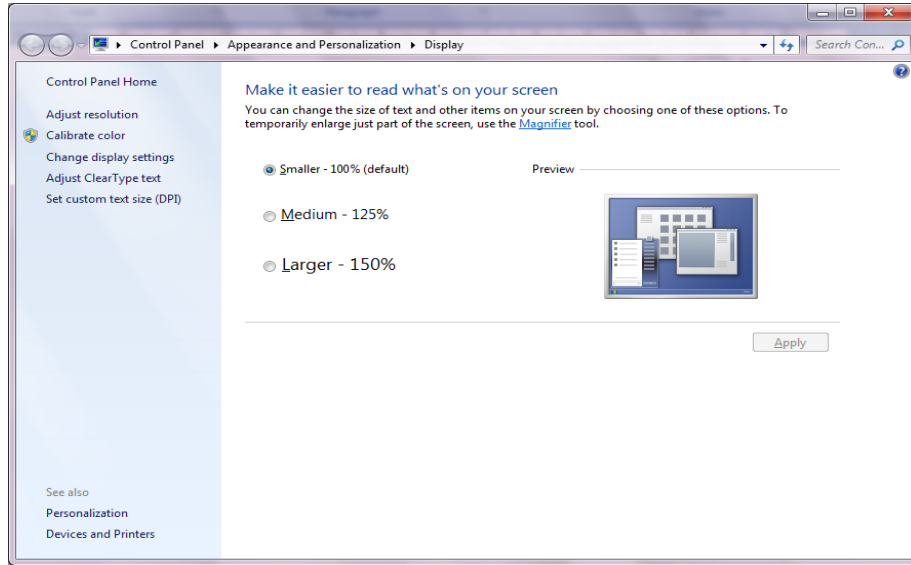 Control Panel ▸ Appearance and Personalization ▸ Display
Search Con...
Control Panel Home
Adjust resolution
Calibrate color
Change display settings
Adjust ClearType text
Set custom text size (DPI)
Make it easier to read what's on your screen
You can change the size of text and other items on your screen by choosing one of these options. To
temporarily enlarge just part of the screen, use the Magnifier tool.
Smaller - 100% (default)
Preview
Medium - 125%
Larger - 150%
Apply
See also
Personalization
Devices and Printers